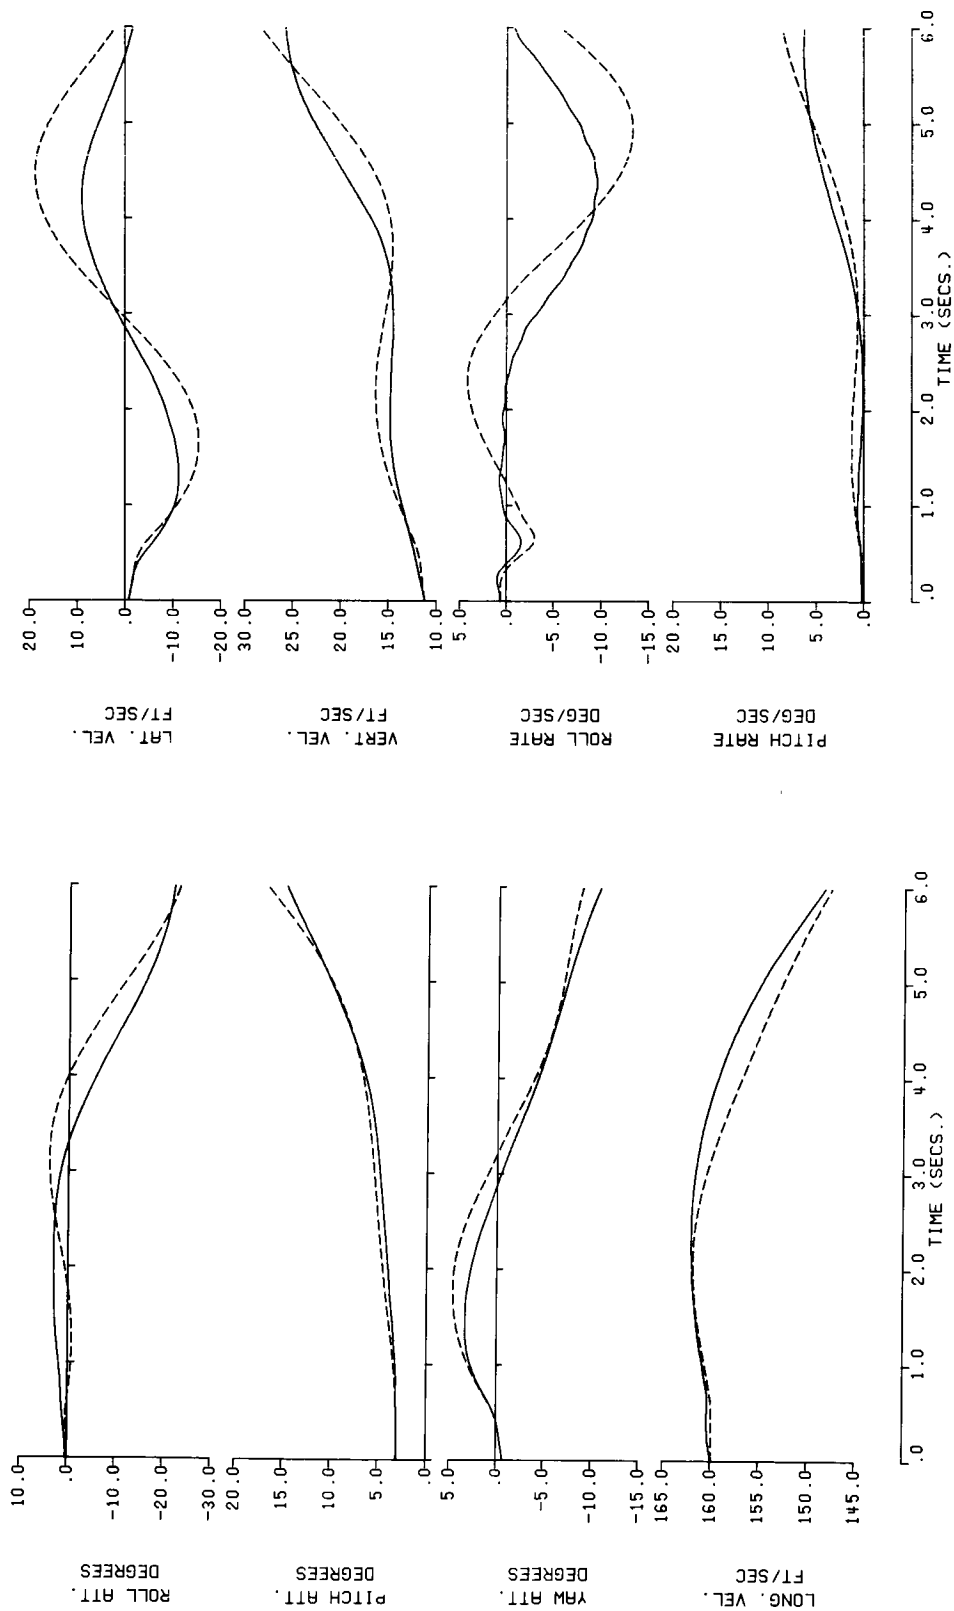 20.0
10.0
.0
-10.0
-20.0
LAT. VEL.
FT/SEC
30.0
25.0
20.0
15.0
10.0
VERT. VEL.
FT/SEC
5.0
.0
-5.0
-10.0
-15.0
ROLL RATE
DEG/SEC
20.0
15.0
10.0
5.0
.0
PITCH RATE
DEG/SEC
.0 1.0 2.0 3.0 4.0 5.0 6.0
TIME (SECS.)
10.0
.0
-10.0
-20.0
-30.0
ROLL ATT.
DEGREES
20.0
15.0
10.0
5.0
.0
PITCH ATT.
DEGREES
5.0
.0
-5.0
-10.0
-15.0
YAW ATT.
DEGREES
165.0
160.0
155.0
150.0
145.0
LONG. VEL.
FT/SEC
.0 1.0 2.0 3.0 4.0 5.0 6.0
TIME (SECS.)